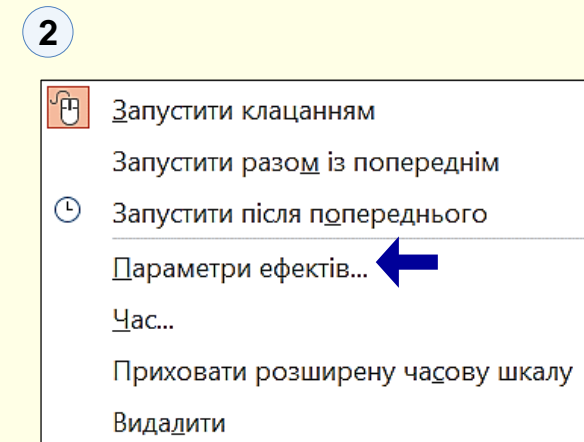 2
Запустити клацанням
Запустити разом із попереднім
Запустити після попереднього
Параметри ефектів...
Час...
Приховати розширену часову шкалу
Видалити